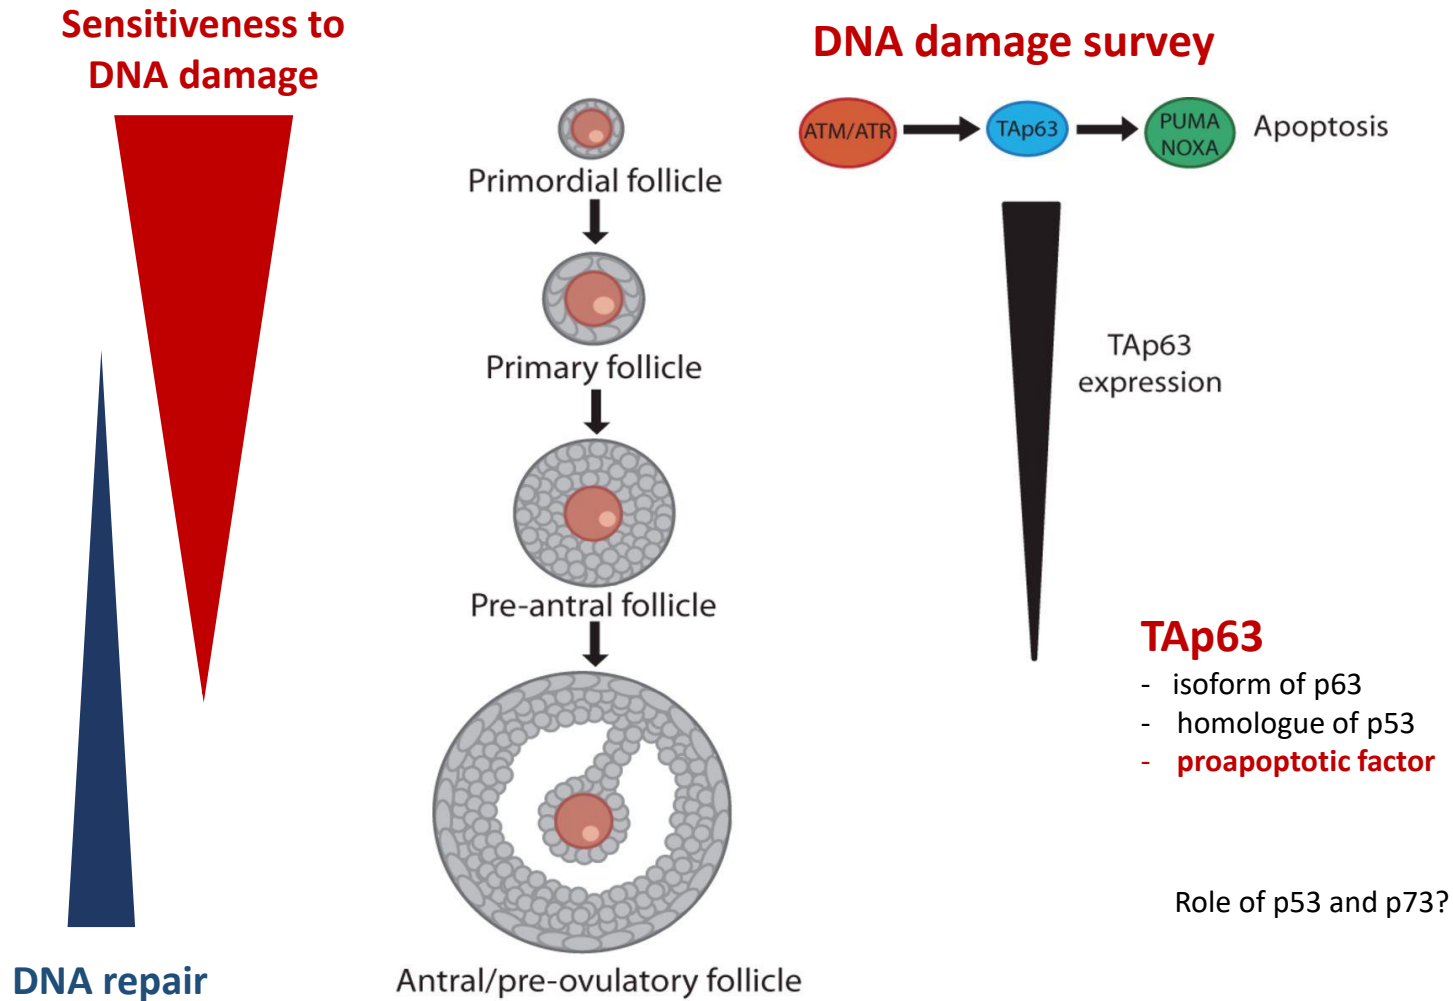 Sensitiveness to
DNA damage
DNA repair
Primordial follicle
Primary follicle
Pre-antral follicle
Antral/pre-ovulatory follicle
DNA damage survey
ATM/ATR
TAp63
PUMA
NOXA
Apoptosis
TAp63
expression
TAp63
- isoform of p63
- homologue of p53
- proapoptotic factor
Role of p53 and p73?